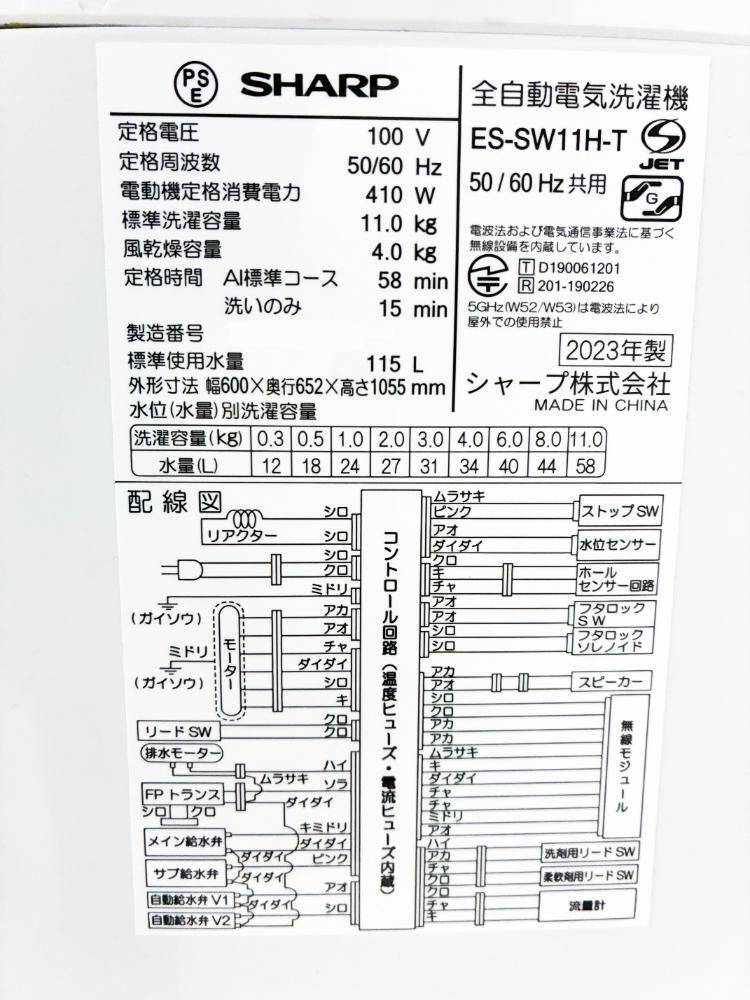 PSE SHARP
定格電圧 100 V
定格周波数 50/60 Hz
電動機定格消費電力 410 W
標準洗濯容量 11.0 kg
風乾燥容量 4.0 kg
定格時間 AI標準コース 58 min
洗いのみ 15 min
製造番号
標準使用水量 115 L
外形寸法 幅600×奥行652×高さ1055 mm
水位(水量)別洗濯容量
全自動電気洗濯機
ES-SW11H-T
JET
50/60 Hz共用
G
電波法および電気通信事業法に基づく
無線設備を内蔵しています。
T D190061201
R 201-190226
5GHz(W52/W53)は電波法により
屋外での使用禁止
2023年製
シャープ株式会社
MADE IN CHINA
洗濯容量(kg) 0.3 0.5 1.0 2.0 3.0 4.0 6.0 8.0 11.0
水量(L) 12 18 24 27 31 34 40 44 58
配線図
リアクター
シロ
シロ
シロ
クロ
ミドリ
(ガイソウ)
アカ
アオ
チャ
ダイダイ
シロ
キ
モーター
ミドリ
(ガイソウ)
リードSW
クロ
クロ
排水モーター
ハイ
ムラサキ
ソラ
FPトランス
ダイダイ
シロ クロ
キミドリ
メイン給水弁
ダイダイ
ダイダイ
ピンク
サブ給水弁
ダイダイ
アオ
自動給水弁V1
ダイダイ
シロ
自動給水弁V2
コントロール回路(温度ヒューズ・電流ヒューズ内蔵)
ムラサキ
ピンク
ストップSW
アオ
ダイダイ
水位センサー
クロ
キ
チャ
ホール
センサー回路
アオ
アオ
フタロック
SW
シロ
シロ
フタロック
ソレノイド
アカ
アオ
スピーカー
シロ
クロ
アカ
アカ
ムラサキ
キ
ダイダイ
チャ
チャ
ミドリ
アオ
無線モジュール
ハイ
アカ
洗剤用リードSW
チャ
クロ
柔軟剤用リードSW
クロ
チャ
キ
流量計